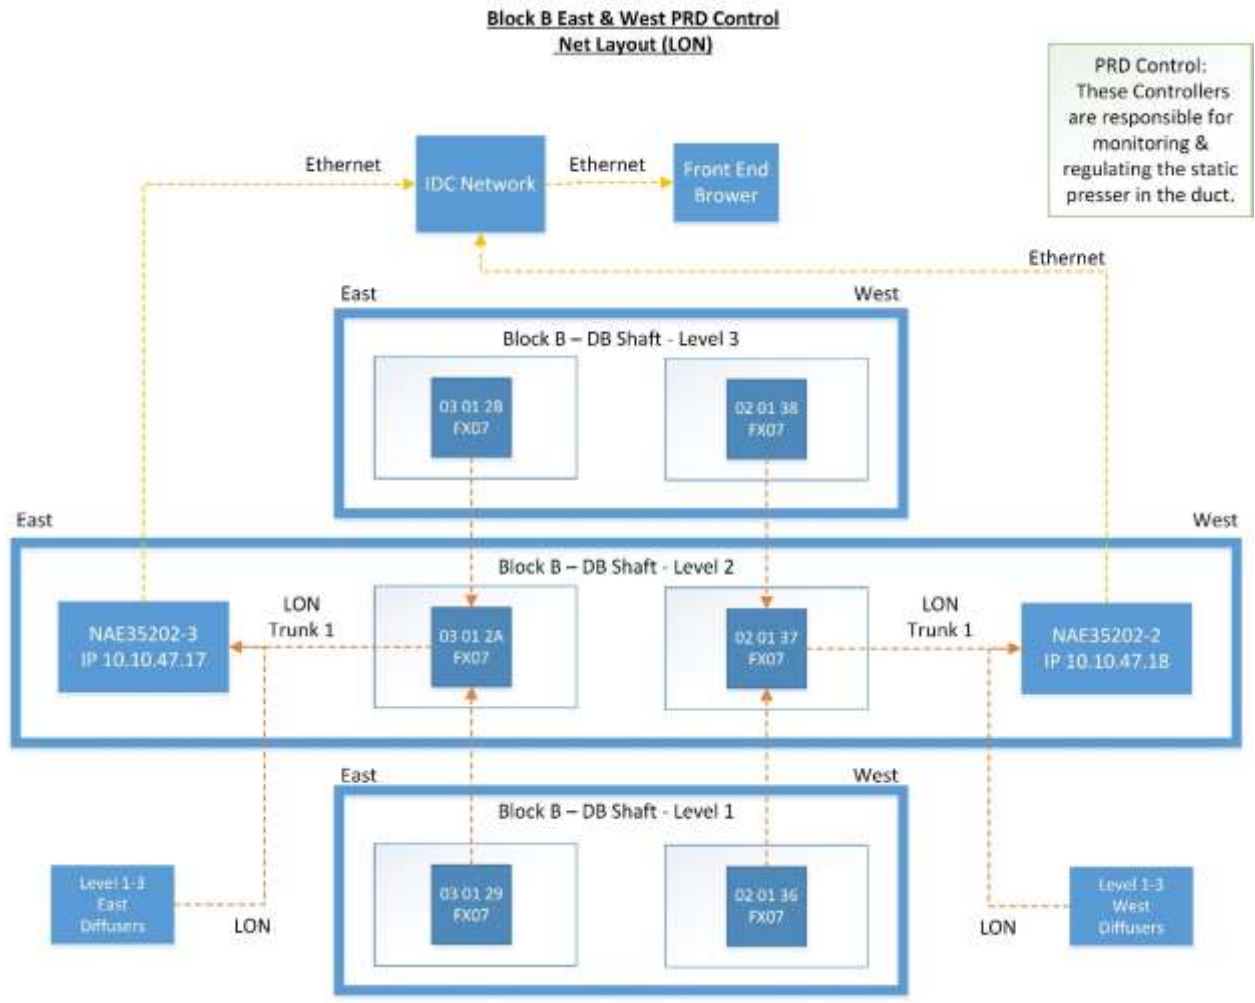 Block B East & West PRD Control
Net Layout (LON)
PRD Control:
These Controllers
are responsible for
monitoring &
regulating the static
presser in the duct.
Ethernet
IDC Network
Ethernet
Front End
Brower
Ethernet
East
West
Block B – DB Shaft - Level 3
03 01 2B
FX07
02 01 38
FX07
East
West
Block B – DB Shaft - Level 2
NAE35202-3
IP 10.10.47.17
LON
Trunk 1
03 01 2A
FX07
02 01 37
FX07
LON
Trunk 1
NAE35202-2
IP 10.10.47.18
East
West
Block B – DB Shaft - Level 1
03 01 29
FX07
02 01 36
FX07
Level 1-3
East
Diffusers
LON
LON
Level 1-3
West
Diffusers